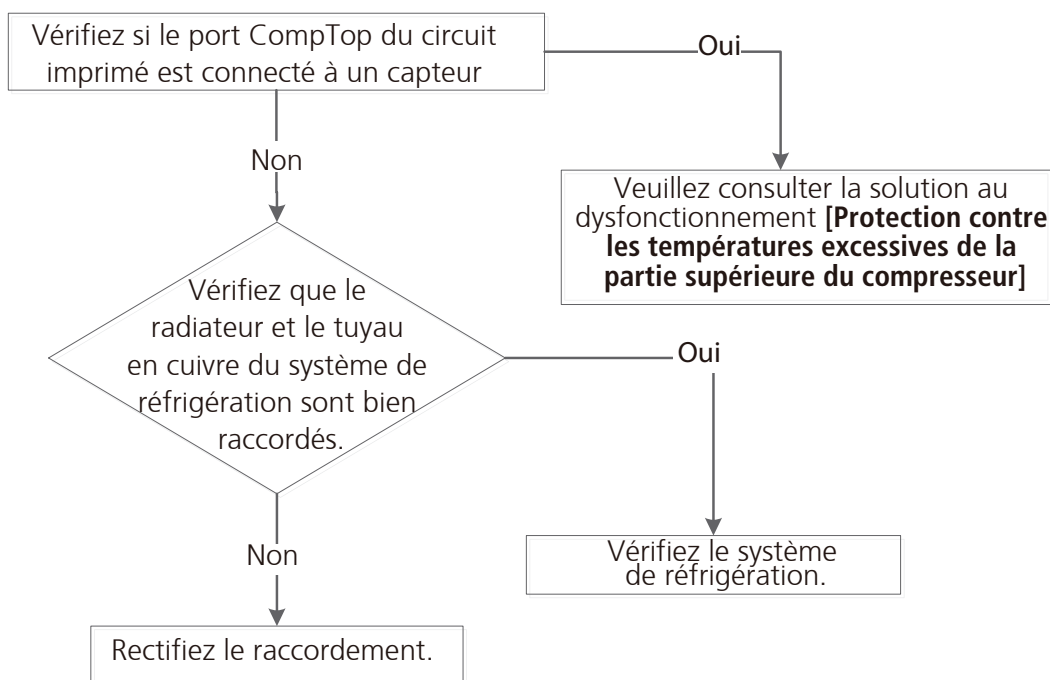 Vérifiez si le port CompTop du circuit
imprimé est connecté à un capteur
Oui
Non
Veuillez consulter la solution au
dysfonctionnement [Protection contre
les températures excessives de la
partie supérieure du compresseur]
Vérifiez que le
radiateur et le tuyau
en cuivre du système de
réfrigération sont bien
raccordés.
Oui
Non
Vérifiez le système
de réfrigération.
Rectifiez le raccordement.